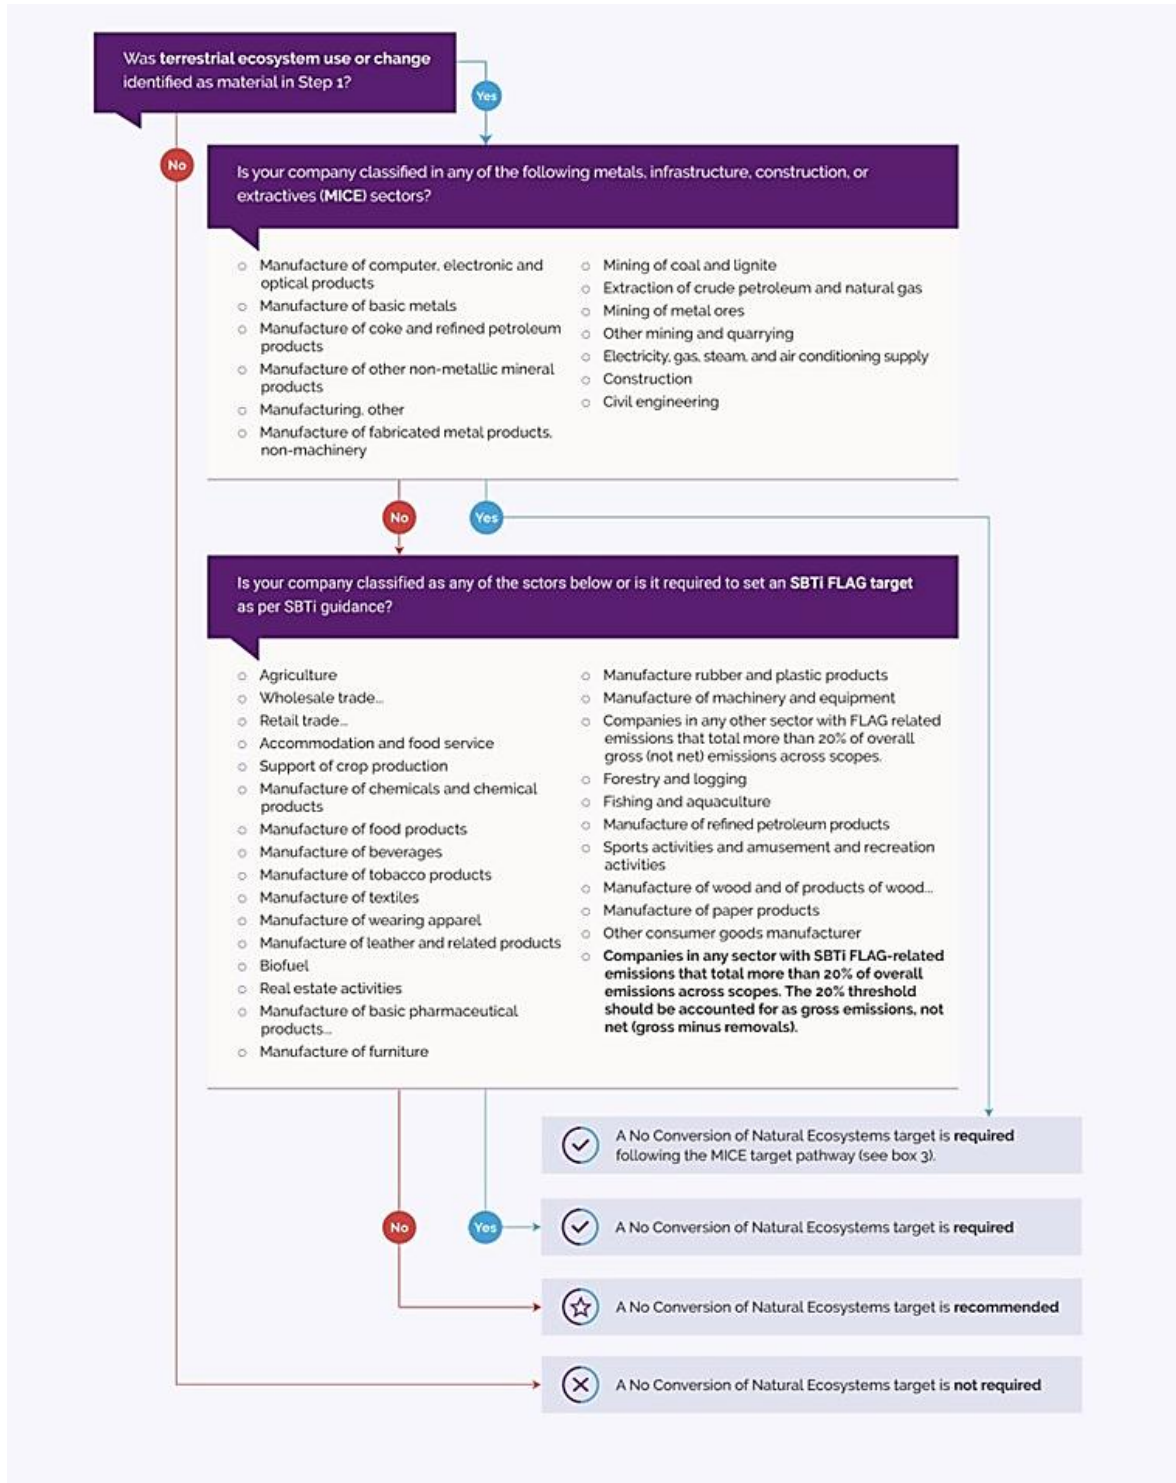 Was terrestrial ecosystem use or change
identified as material in Step 1?
Yes
No
Is your company classified in any of the following metals, infrastructure, construction, or
extractives (MICE) sectors?
Manufacture of computer, electronic and
optical products
Manufacture of basic metals
Manufacture of coke and refined petroleum
products
Manufacture of other non-metallic mineral
products
Manufacturing, other
Manufacture of fabricated metal products,
non-machinery
Mining of coal and lignite
Extraction of crude petroleum and natural gas
Mining of metal ores
Other mining and quarrying
Electricity, gas, steam, and air conditioning supply
Construction
Civil engineering
No
Yes
Is your company classified as any of the sctors below or is it required to set an SBTi FLAG target
as per SBTi guidance?
Agriculture
Wholesale trade...
Retail trade...
Accommodation and food service
Support of crop production
Manufacture of chemicals and chemical
products
Manufacture of food products
Manufacture of beverages
Manufacture of tobacco products
Manufacture of textiles
Manufacture of wearing apparel
Manufacture of leather and related products
Biofuel
Real estate activities
Manufacture of basic pharmaceutical
products...
Manufacture of furniture
Manufacture rubber and plastic products
Manufacture of machinery and equipment
Companies in any other sector with FLAG related
emissions that total more than 20% of overall
gross (not net) emissions across scopes.
Forestry and logging
Fishing and aquaculture
Manufacture of refined petroleum products
Sports activities and amusement and recreation
activities
Manufacture of wood and of products of wood...
Manufacture of paper products
Other consumer goods manufacturer
Companies in any sector with SBTi FLAG-related
emissions that total more than 20% of overall
emissions across scopes. The 20% threshold
should be accounted for as gross emissions, not
net (gross minus removals).
A No Conversion of Natural Ecosystems target is required
following the MICE target pathway (see box 3).
No
Yes
A No Conversion of Natural Ecosystems target is required
A No Conversion of Natural Ecosystems target is recommended
A No Conversion of Natural Ecosystems target is not required